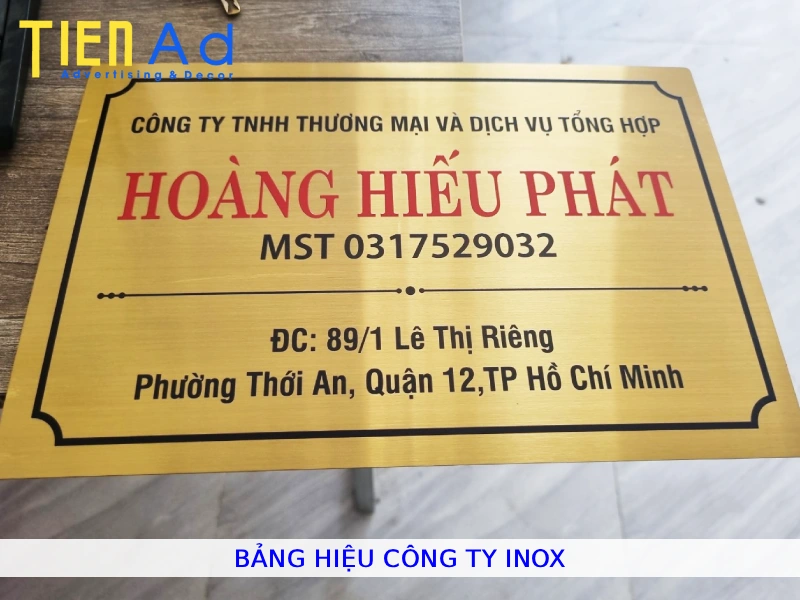 TIEN Ad
Advertising & Decor
CÔNG TY TNHH THƯƠNG MẠI VÀ DỊCH VỤ TỔNG HỢP
HOÀNG HIẾU PHÁT
MST 0317529032
ĐC: 89/1 Lê Thị Riêng
Phường Thới An, Quận 12,TP Hồ Chí Minh
BẢNG HIỆU CÔNG TY INOX